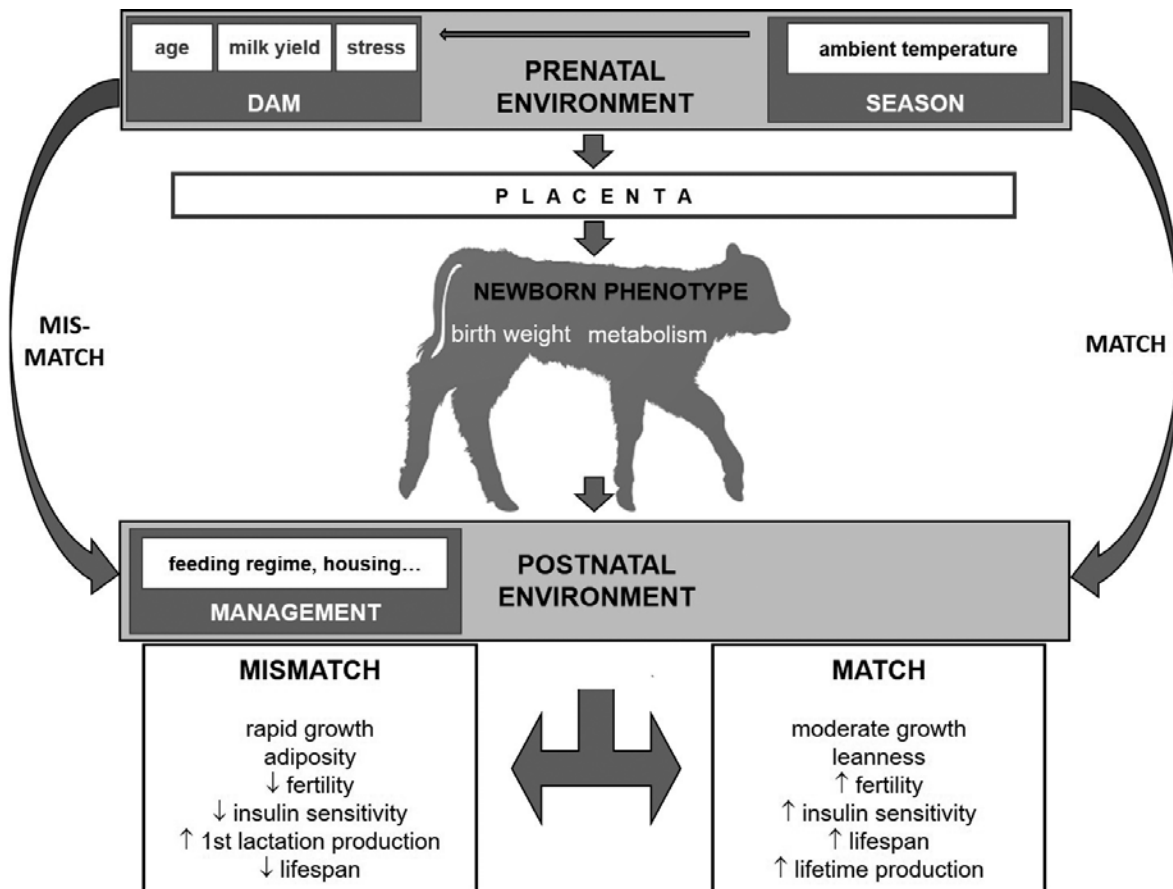 age
milk yield
stress
DAM
PRENATAL
ENVIRONMENT
ambient temperature
SEASON
PLACENTA
NEWBORN PHENOTYPE
birth weight metabolism
MIS-
MATCH
MATCH
feeding regime, housing...
MANAGEMENT
POSTNATAL
ENVIRONMENT
MISMATCH
rapid growth
adiposity
↓ fertility
↓ insulin sensitivity
↑ 1st lactation production
↓ lifespan
MATCH
moderate growth
leanness
↑ fertility
↑ insulin sensitivity
↑ lifespan
↑ lifetime production